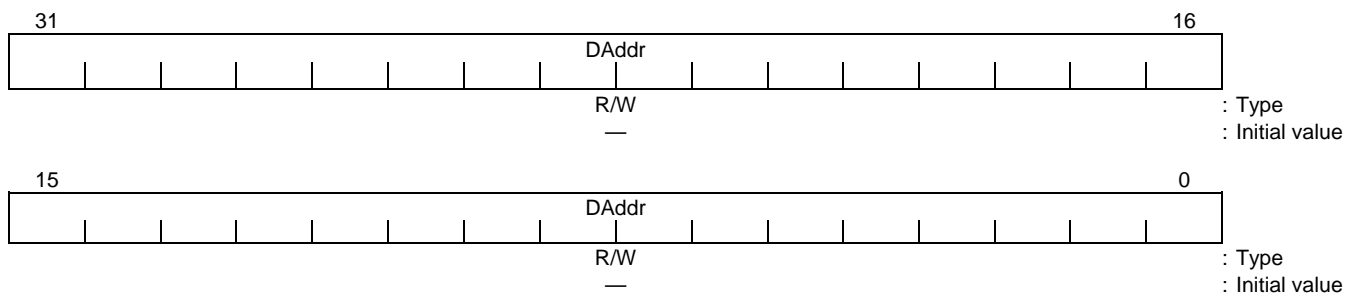 31 16
DAddr
R/W : Type
— : Initial value
15 0
DAddr
R/W : Type
— : Initial value